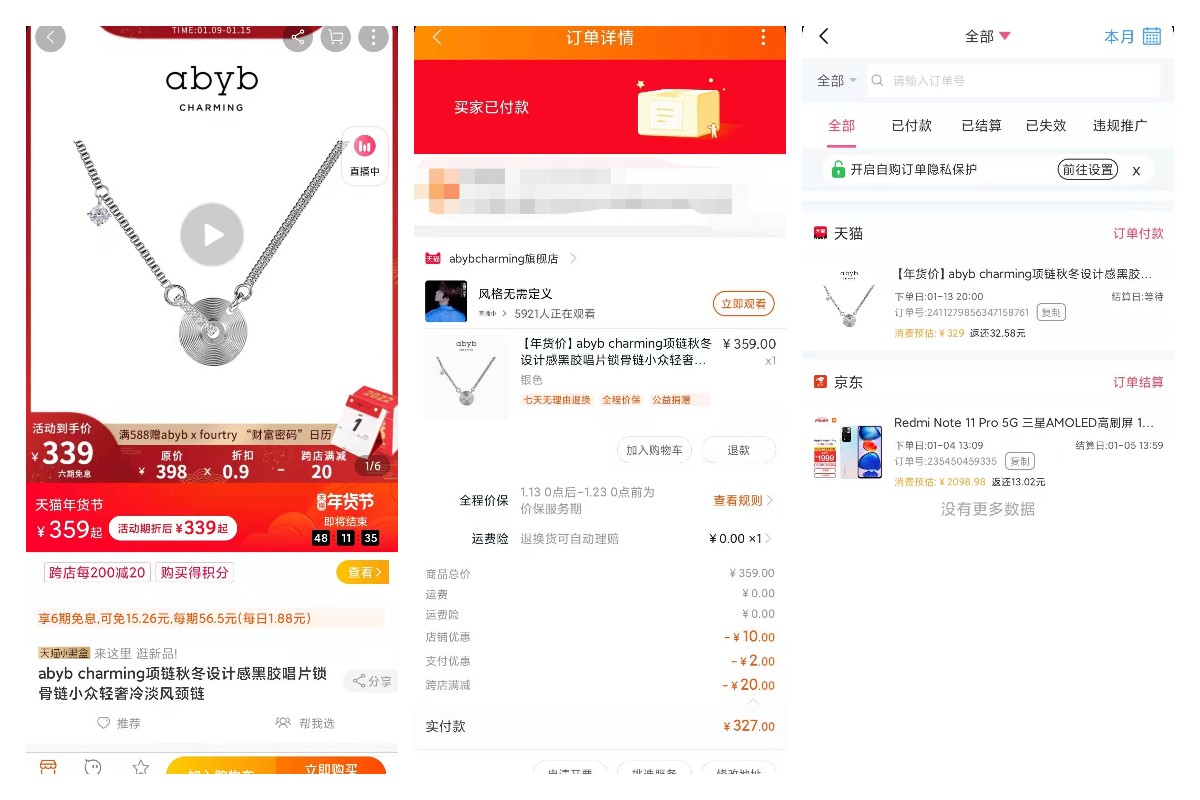 TIME:01.09-01.15
abyb
CHARMING
直播中
活动到手价
¥339
六期免息
满588赠abyb x fourtry “财富密码”日历
2022
1
原价 折扣 跨店满减
¥ 398 × 0.9 - 20
1/6
天猫年货节
¥359起
活动期折后¥339起
年货节
即将结束
48:11:35
跨店每200减20
购买得积分
查看>
享6期免息,可免15.26元,每期56.5元(每日1.88元)
天猫小黑盒 来这里 逛新品!
abyb charming项链秋冬设计感黑胶唱片锁
骨链小众轻奢冷淡风颈链
分享
推荐
帮我选
加入购物车
立即购买
订单详情
买家已付款
天猫 abybcharming旗舰店 >
风格无需定义
直播中 > 5921人正在观看
立即观看
abyb
【年货价】abyb charming项链秋冬 ¥359.00
设计感黑胶唱片锁骨链小众轻奢... x1
银色
七天无理由退换 全程价保 公益捐赠
加入购物车
退款
全程价保 1.13 0点后-1.23 0点前为 查看规则 >
价保服务期
运费险 退换货可自动理赔 ¥0.00 ×1 >
商品总价 ¥359.00
运费 ¥0.00
运费险 ¥0.00
店铺优惠 -¥10.00
支付优惠 -¥2.00
跨店满减 -¥20.00
实付款 ¥327.00
申请开票
挑选服务
修改地址
全部
本月
全部
请输入订单号
全部 已付款 已结算 已失效 违规推广
开启自购订单隐私保护
前往设置
x
天猫 天猫 订单付款
abyb
【年货价】abyb charming项链秋冬设计感黑胶...
下单日:01-13 20:00 结算日:等待
订单号:2411279856347158761 复制
消费预估: ¥329 返还32.58元
京东 订单结算
¥1999
Redmi Note 11 Pro 5G 三星AMOLED高刷屏 1...
下单日:01-04 13:09 结算日:01-05 13:59
订单号:235450459335 复制
消费预估: ¥2098.98 返还13.02元
没有更多数据